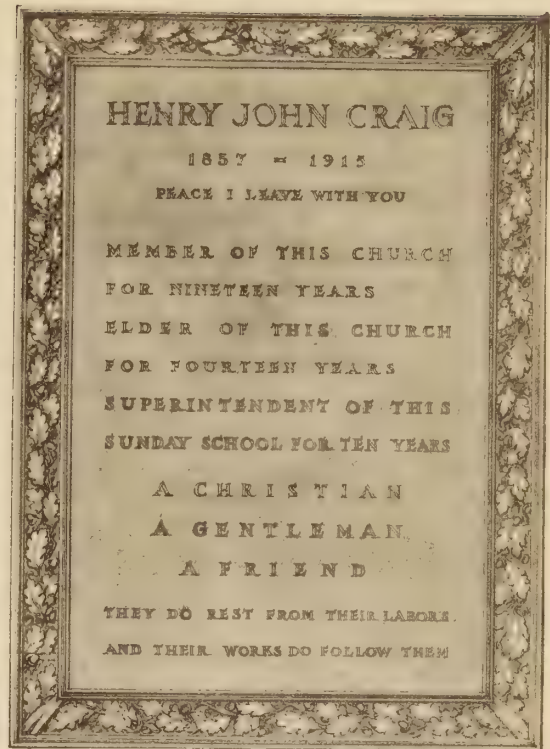 HENRY JOHN CRAIG
1857 = 1915
PEACE I LEAVE WITH YOU
MEMBER OF THIS CHURCH
FOR NINETEEN YEARS
ELDER OF THIS CHURCH
FOR FOURTEEN YEARS
SUPERINTENDENT OF THIS
SUNDAY SCHOOL FOR TEN YEARS
A CHRISTIAN
A GENTLEMAN
A FRIEND
THEY DO REST FROM THEIR LABORS
AND THEIR WORKS DO FOLLOW THEM